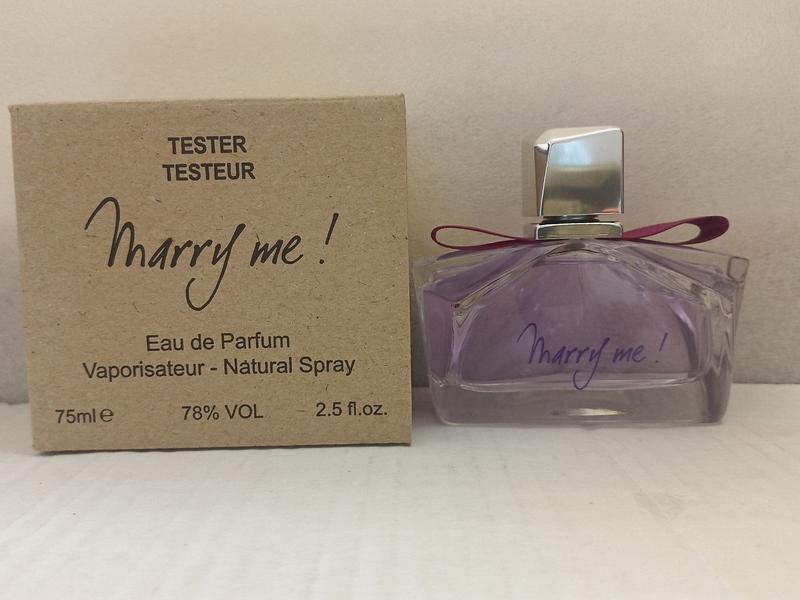 TESTER
TESTEUR
Marry me !
Eau de Parfum
Vaporisateur - Natural Spray
75ml ℮ 78% VOL 2.5 fl.oz.
Marry me !